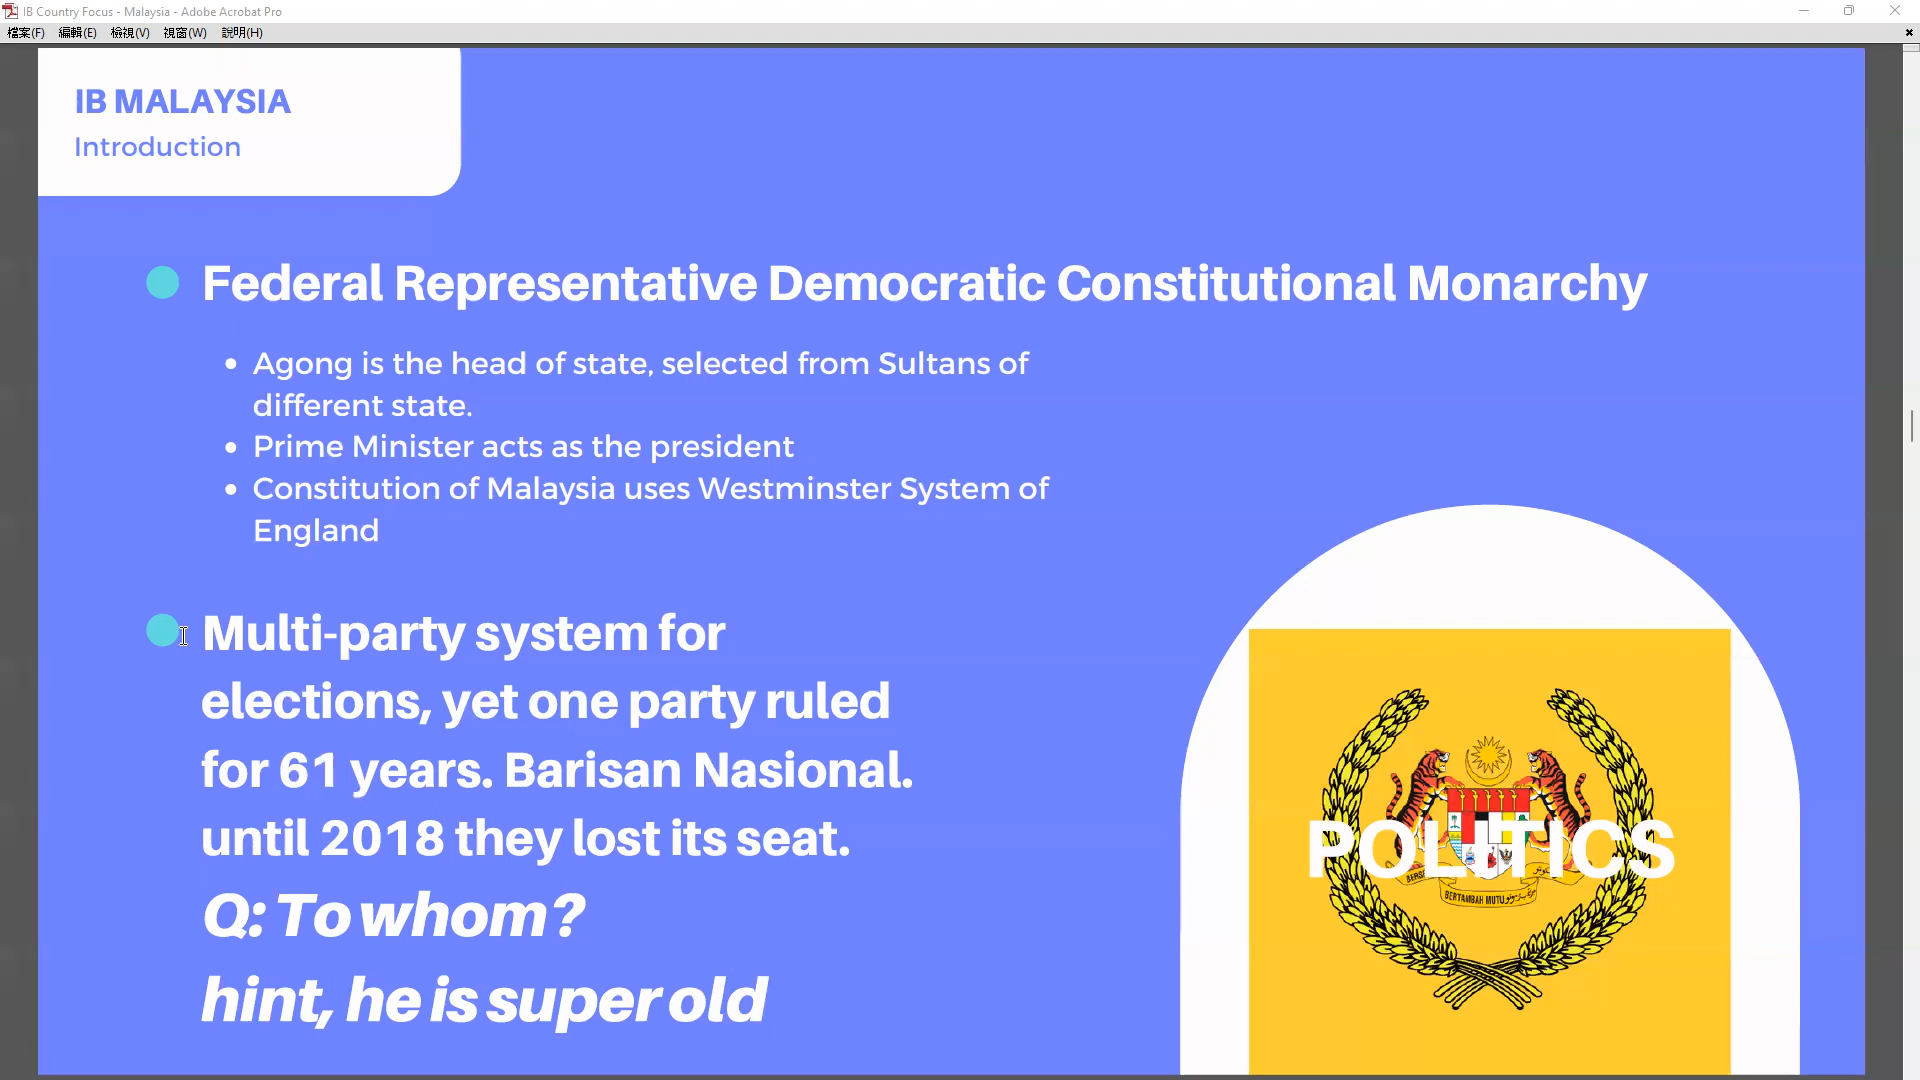 IB Country Focus - Malaysia - Adobe Acrobat Pro
檔案(F) 編輯(E) 檢視(V) 視窗(W) 說明(H)
IB MALAYSIA
Introduction
Federal Representative Democratic Constitutional Monarchy
• Agong is the head of state, selected from Sultans of
different state.
• Prime Minister acts as the president
• Constitution of Malaysia uses Westminster System of
England
Multi-party system for
elections, yet one party ruled
for 61 years. Barisan Nasional.
until 2018 they lost its seat.
Q: To whom?
hint, he is super old
POLITICS
BERTAMBAH MUTU